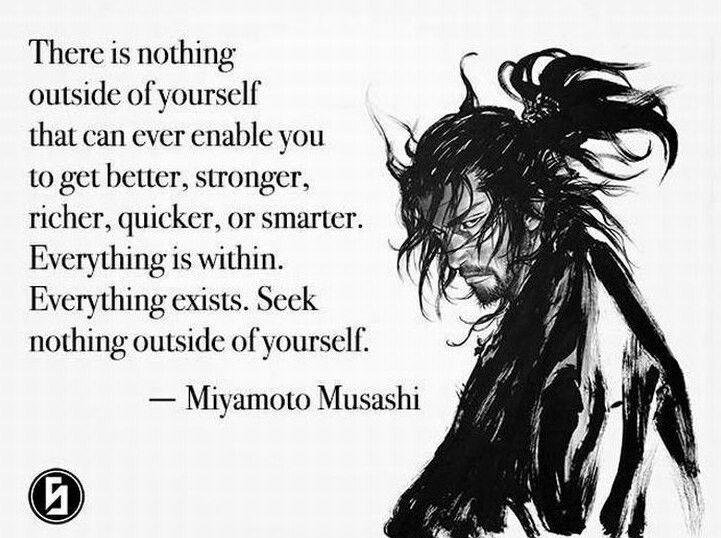 There is nothing
outside of yourself
that can ever enable you
to get better, stronger,
richer, quicker, or smarter.
Everything is within.
Everything exists. Seek
nothing outside of yourself.
— Miyamoto Musashi